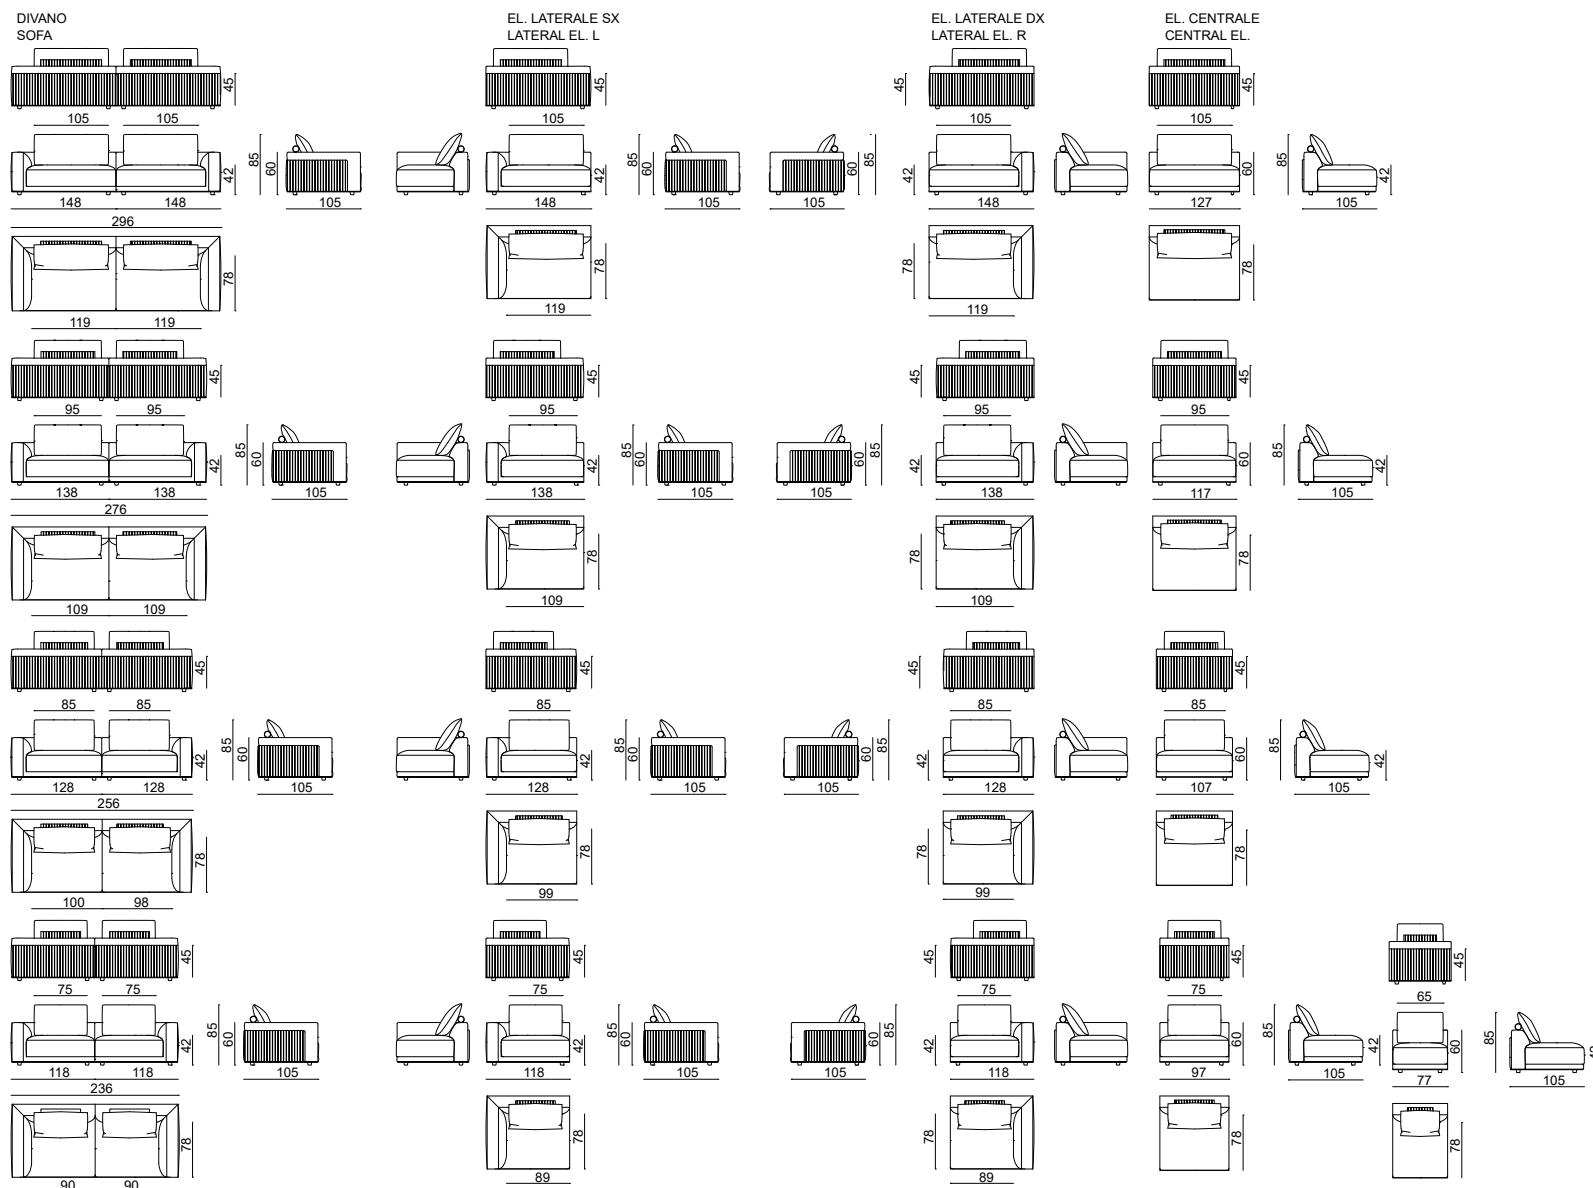 DIVANO
SOFA
EL. LATERALE SX
LATERAL EL. L
EL. LATERALE DX
LATERAL EL. R
EL. CENTRALE
CENTRAL EL.
45 45 45 45
105 105 105 105 105
85 60 42 105 42 85 60 105 105 60 85 42 60 85 42 105
148 148 148 148 127
296
78 78 78 78
119 119 119 119
45 45 45 45
95 95 95 95 95
42 85 60 105 42 85 60 105 105 60 85 42 60 85 42 105
138 138 138 138 117
276
78 78 78 78
109 109 109 109
45 45 45 45
85 85 85 85 85
42 85 60 105 42 85 60 105 105 60 85 42 60 85 42 105
128 128 128 128 107
256
78 78 78 78
100 98 99 99
45 45 45 45 45
75 75 75 75 75 65
42 85 60 105 42 85 60 105 105 60 85 42 60 85 42 105 60 85 105
118 118 118 118 97 77
236
78 78 78 78 78
90 90 89 89